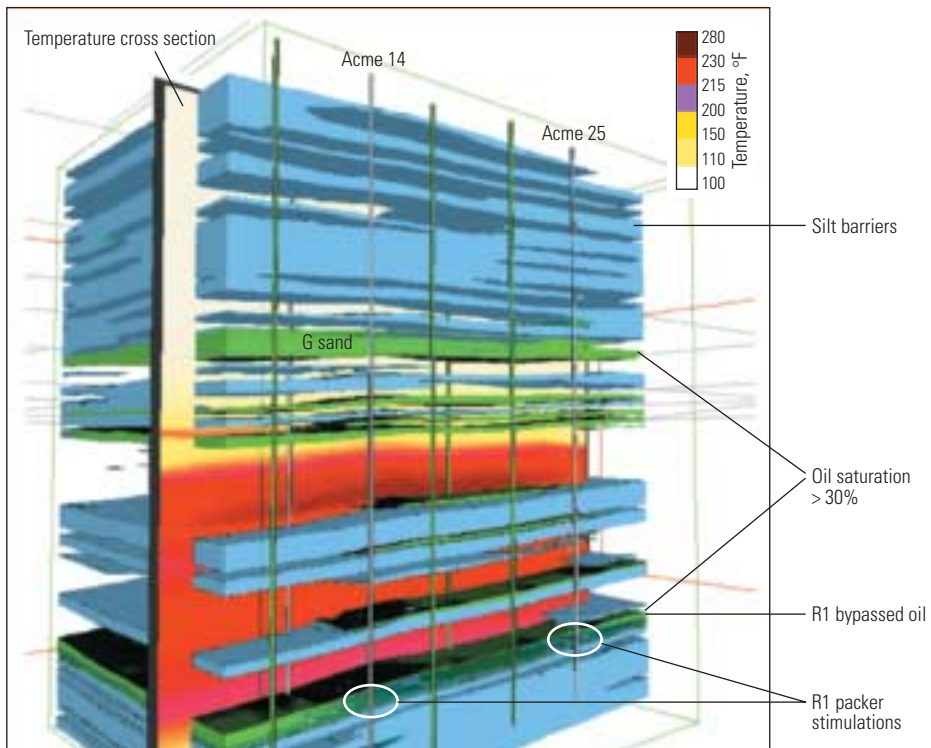 Temperature cross section
Acme 14
Acme 25
280
230
215
200
150
110
100
Temperature, °F
Silt barriers
G sand
Oil saturation
> 30%
R1 bypassed oil
R1 packer
stimulations